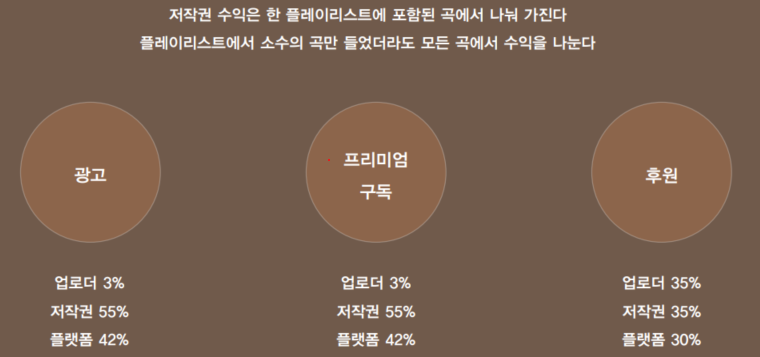 저작권 수익은 한 플레이리스트에 포함된 곡에서 나눠 가진다
플레이리스트에서 소수의 곡만 들었더라도 모든 곡에서 수익을 나눈다
광고
업로더 3%
저작권 55%
플랫폼 42%
프리미엄
구독
업로더 3%
저작권 55%
플랫폼 42%
후원
업로더 35%
저작권 35%
플랫폼 30%